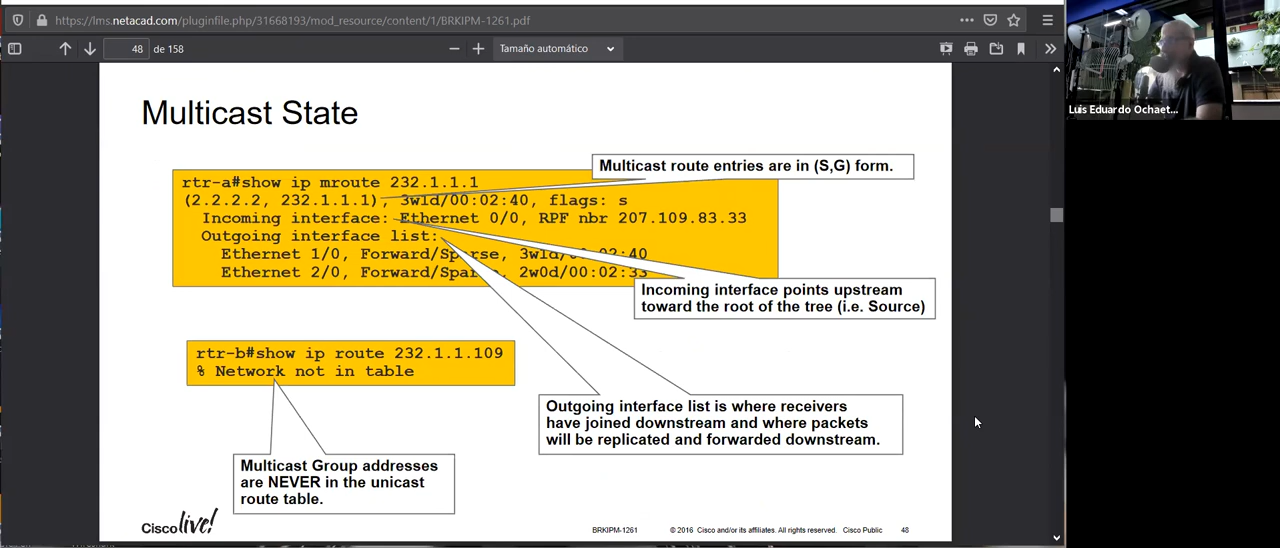 https://lms.netacad.com/pluginfile.php/31668193/mod_resource/content/1/BRKIPM-1261.pdf
48 de 158
Tamaño automático
Luis Eduardo Ochaet...
Multicast State
Multicast route entries are in (S,G) form.
rtr-a#show ip mroute 232.1.1.1
(2.2.2.2, 232.1.1.1), 3w1d/00:02:40, flags: s
Incoming interface: Ethernet 0/0, RPF nbr 207.109.83.33
Outgoing interface list:
Ethernet 1/0, Forward/Sparse, 3w1d/00:02:40
Ethernet 2/0, Forward/Sparse, 2w0d/00:02:33
Incoming interface points upstream
toward the root of the tree (i.e. Source)
rtr-b#show ip route 232.1.1.109
% Network not in table
Outgoing interface list is where receivers
have joined downstream and where packets
will be replicated and forwarded downstream.
Multicast Group addresses
are NEVER in the unicast
route table.
Cisco live!
BRKIPM-1261
© 2016 Cisco and/or its affiliates. All rights reserved.
Cisco Public
48